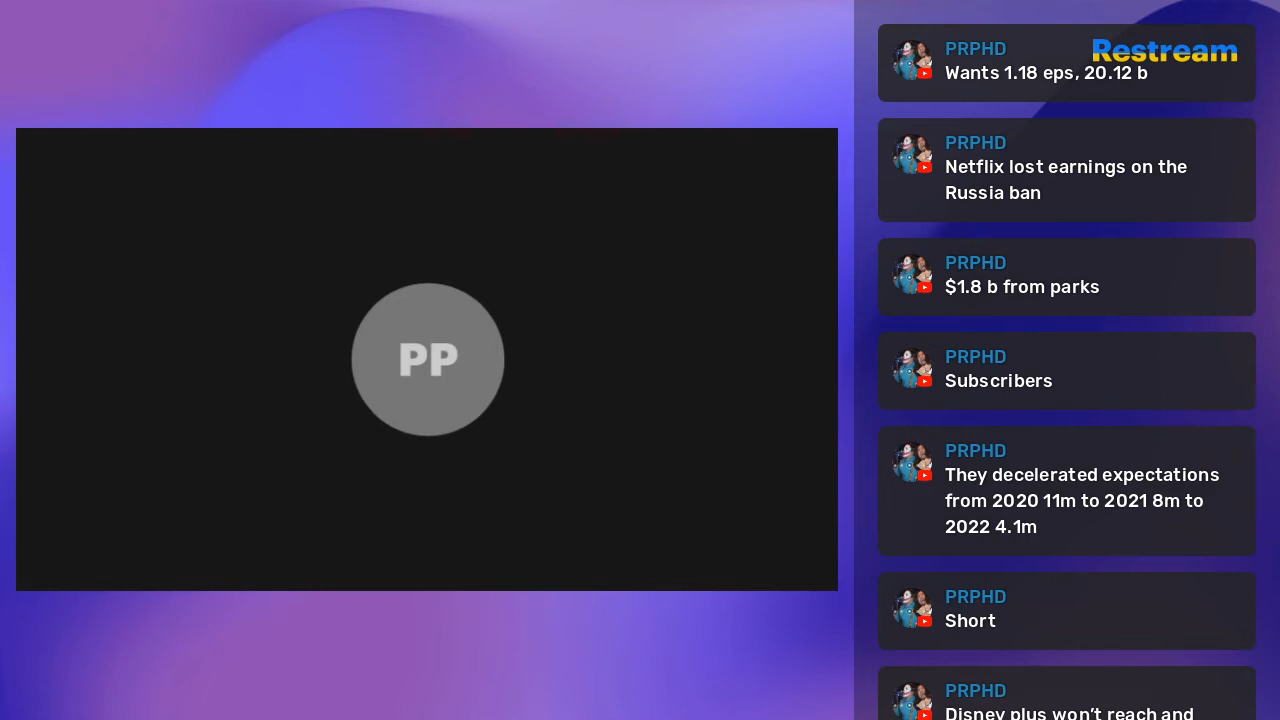 PP
Restream
PRPHD
Wants 1.18 eps, 20.12 b
PRPHD
Netflix lost earnings on the
Russia ban
PRPHD
$1.8 b from parks
PRPHD
Subscribers
PRPHD
They decelerated expectations
from 2020 11m to 2021 8m to
2022 4.1m
PRPHD
Short
PRPHD
Disney plus won't reach and